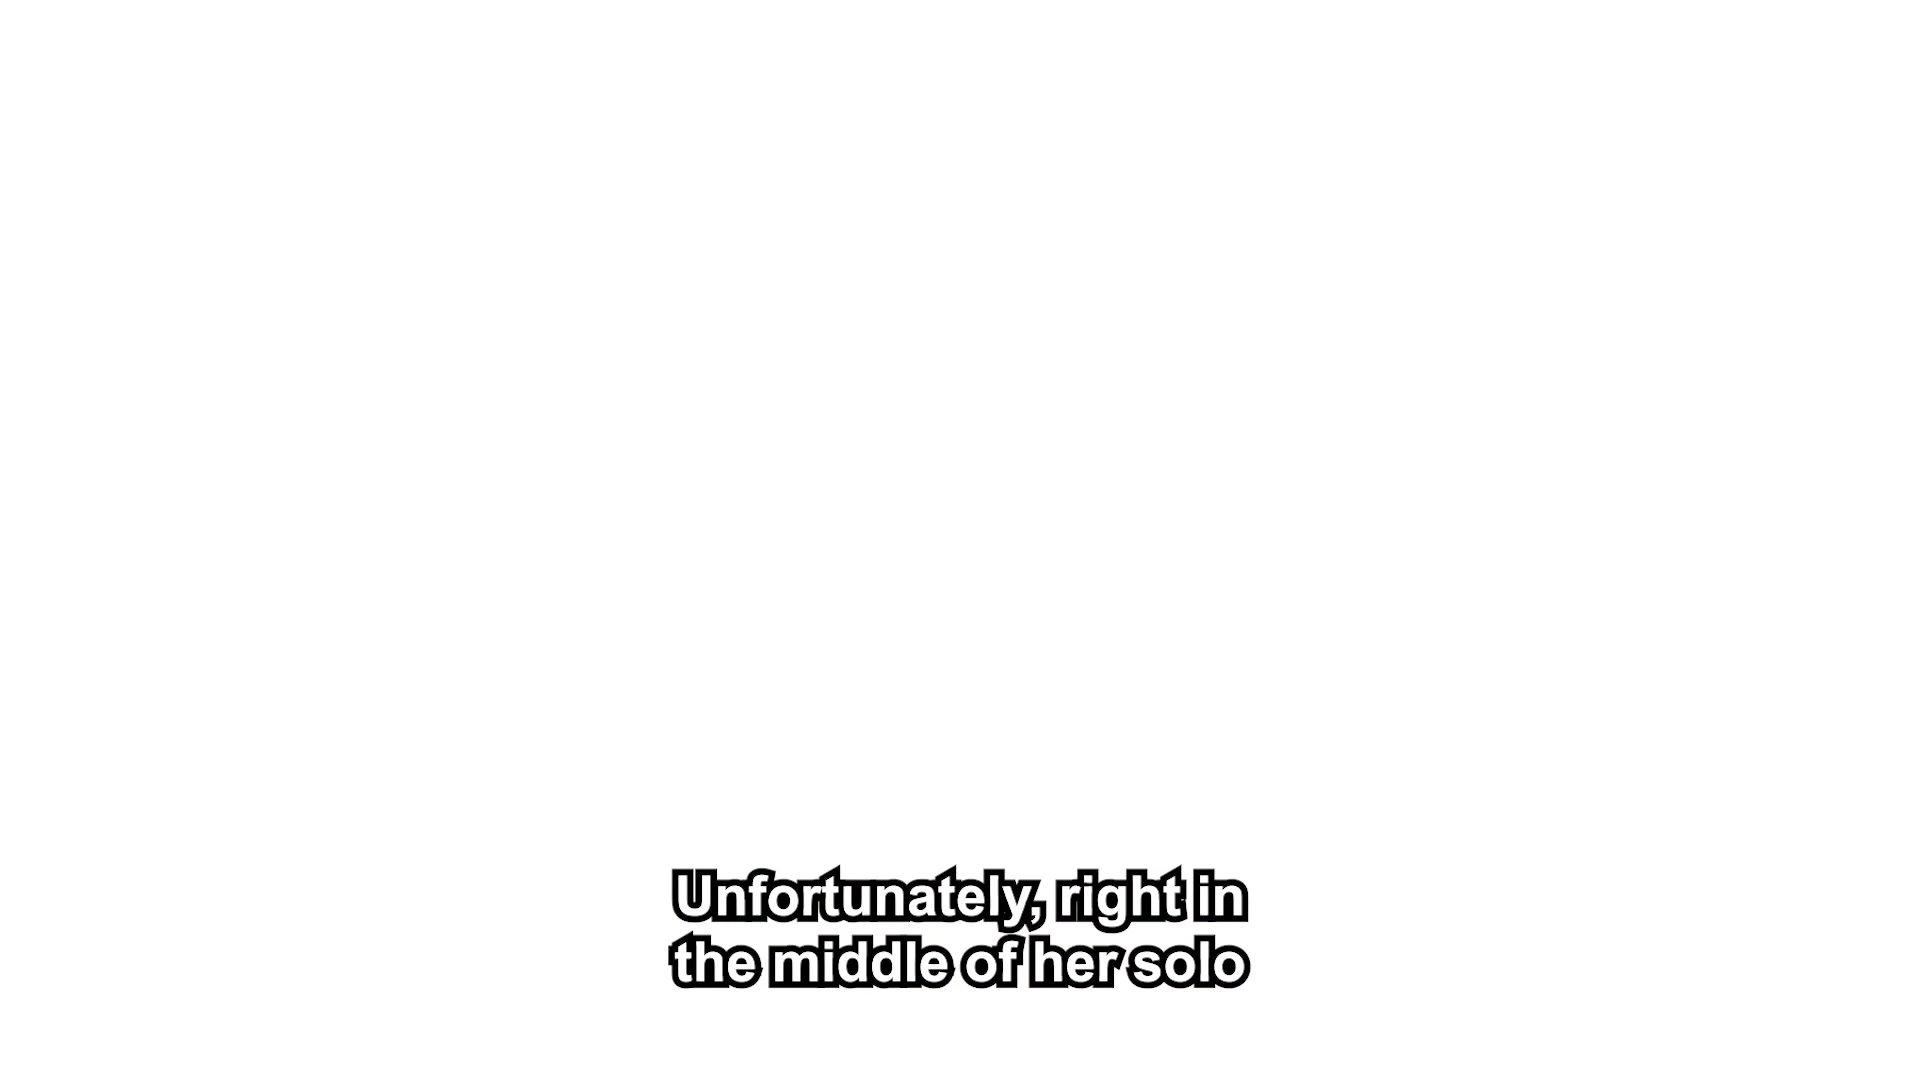 Unfortunately, right in
the middle of her solo